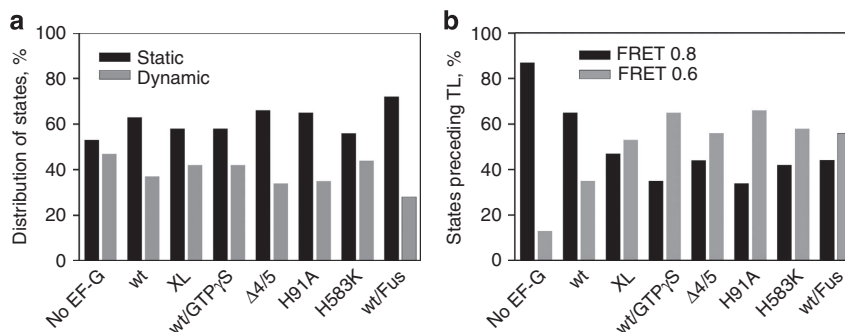 a
Distribution of states, %
100
80
60
40
20
0
Static
Dynamic
No EF-G
wt
XL
wt/GTPγS
Δ4/5
H91A
H583K
wt/Fus
b
States preceding TL, %
100
80
60
40
20
0
FRET 0.8
FRET 0.6
No EF-G
wt
XL
wt/GTPγS
Δ4/5
H91A
H583K
wt/Fus